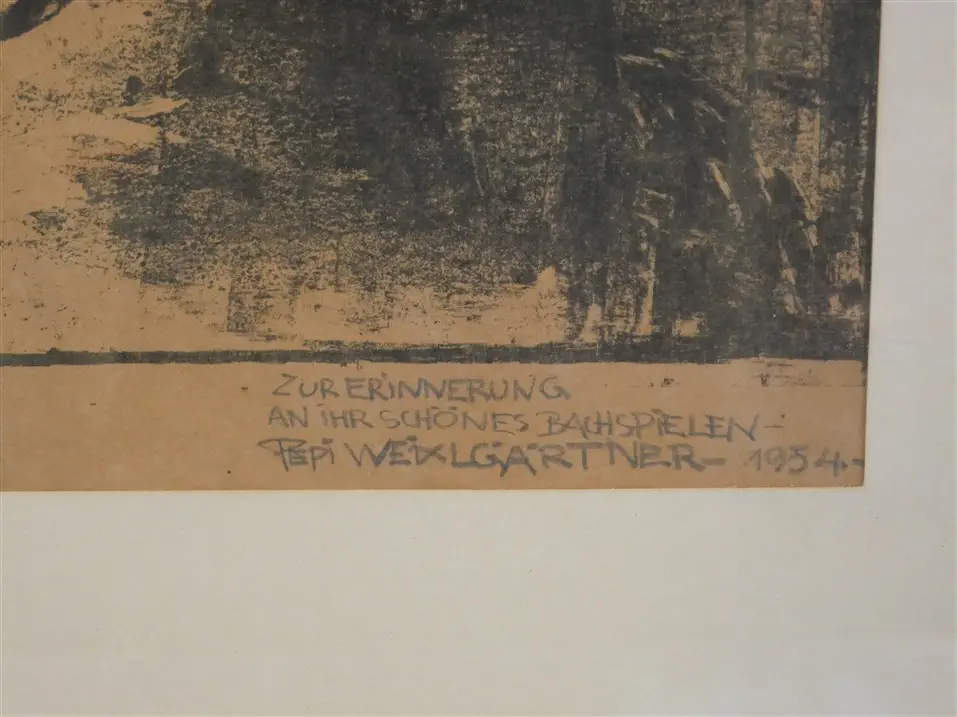 ZUR ERINNERUNG
AN IHR SCHÖNES BACHSPIELEN –
PEPi WEIXLGÄRTNER – 1954.–